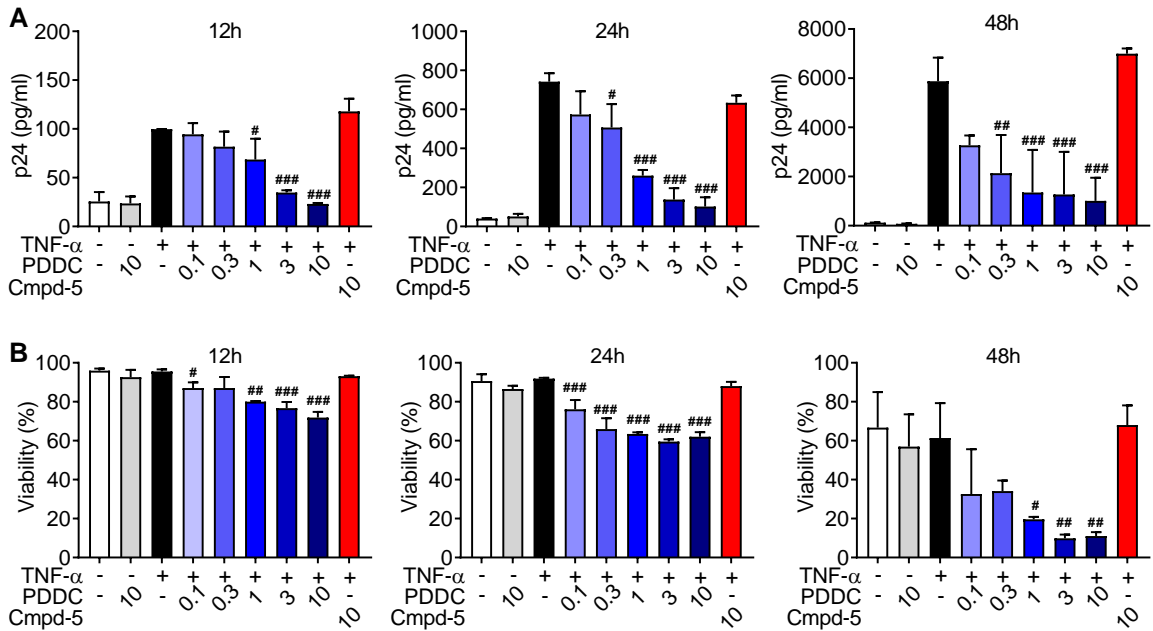 A
12h
24h
48h
p24 (pg/ml)
200
150
100
50
0
# ### ###
p24 (pg/ml)
1000
800
600
400
200
0
# ### ### ###
p24 (pg/ml)
8000
6000
4000
2000
0
## ### ### ###
TNF-α - - + + + + + + +
PDDC - 10 - 0.1 0.3 1 3 10 -
Cmpd-5 10
TNF-α - - + + + + + + +
PDDC - 10 - 0.1 0.3 1 3 10 -
Cmpd-5 10
TNF-α - - + + + + + + +
PDDC - 10 - 0.1 0.3 1 3 10 -
Cmpd-5 10
B
12h
24h
48h
Viability (%)
100
80
60
40
20
0
# ## ### ###
Viability (%)
100
80
60
40
20
0
### ### ### ### ###
Viability (%)
100
80
60
40
20
0
# ## ##
TNF-α - - + + + + + + +
PDDC - 10 - 0.1 0.3 1 3 10 -
Cmpd-5 10
TNF-α - - + + + + + + +
PDDC - 10 - 0.1 0.3 1 3 10 -
Cmpd-5 10
TNF-α - - + + + + + + +
PDDC - 10 - 0.1 0.3 1 3 10 -
Cmpd-5 10